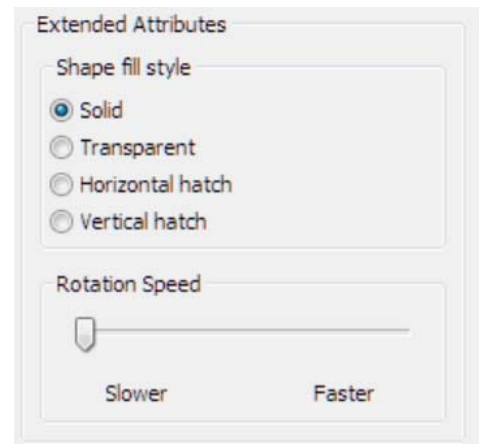 Extended Attributes
Shape fill style
Solid
Transparent
Horizontal hatch
Vertical hatch
Rotation Speed
Slower Faster